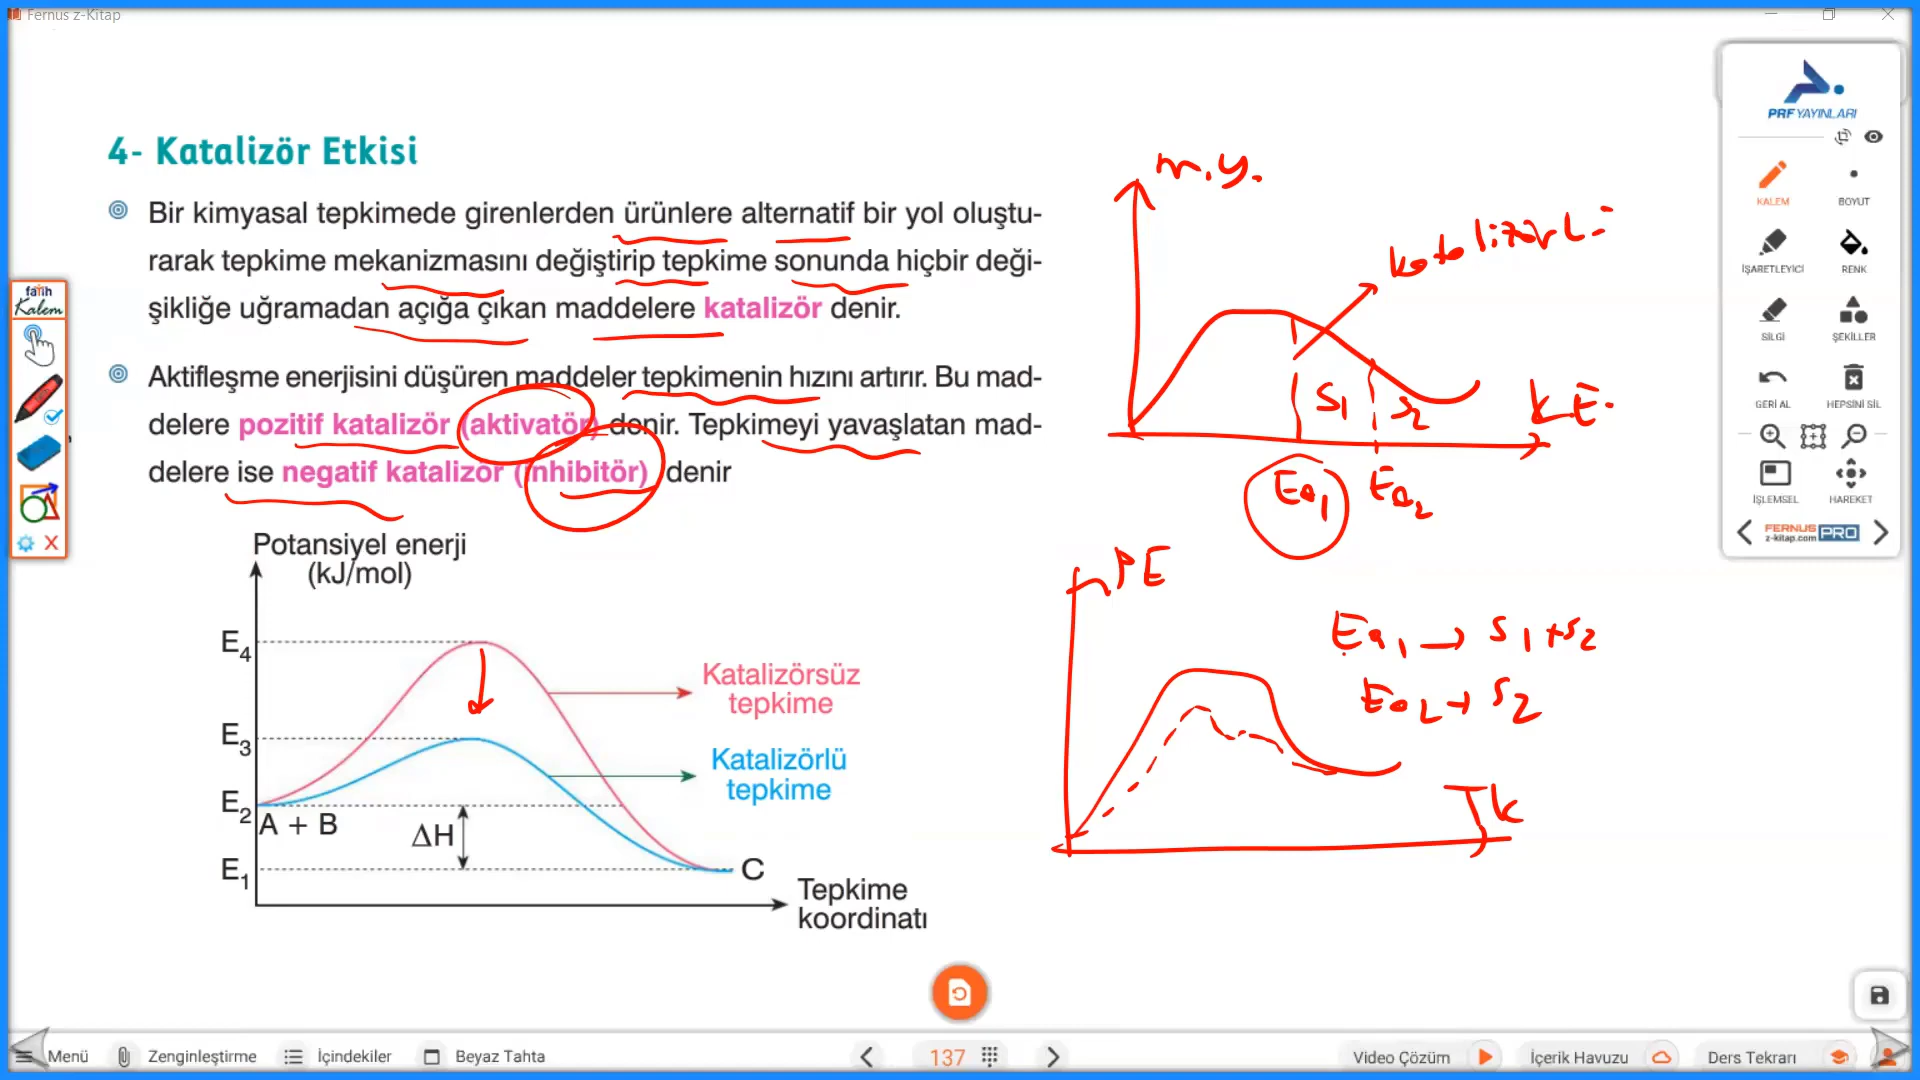 Fernus z-Kitap
4- Katalizör Etkisi
Bir kimyasal tepkimede girenlerden ürünlere alternatif bir yol oluştu-
rarak tepkime mekanizmasını değiştirip tepkime sonunda hiçbir deği-
şikliğe uğramadan açığa çıkan maddelere katalizör denir.
Aktifleşme enerjisini düşüren maddeler tepkimenin hızını artırır. Bu mad-
delere pozitif katalizör (aktivatör) denir. Tepkimeyi yavaşlatan mad-
delere ise negatif katalizör (inhibitör) denir
Potansiyel enerji
(kJ/mol)
E4
E3
E2
E1
A + B
ΔH
C
Katalizörsüz
tepkime
Katalizörlü
tepkime
Tepkime
koordinatı
m.y.
katalizörlü
S1 S2
k E
Ea1 Ea2
PE
Ea1 → S1+S2
Ea2 → S2
Tk
fatih
Kalem
PRF YAYINLARI
KALEM
BOYUT
İŞARETLEYİCİ
RENK
SİLGİ
ŞEKİLLER
GERİ AL
HEPSİNİ SİL
İŞLEMSEL
HAREKET
FERNUS
z-kitap.com PRO
Menü
Zenginleştirme
İçindekiler
Beyaz Tahta
137
Video Çözüm
İçerik Havuzu
Ders Tekrarı